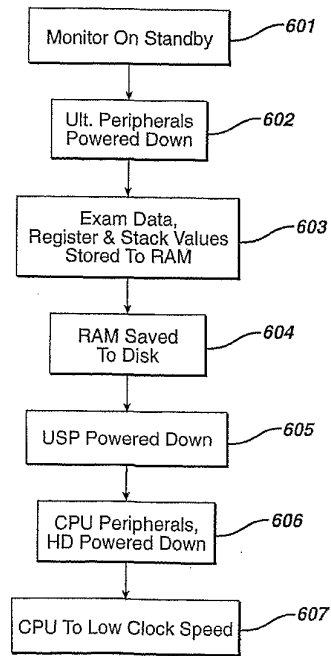 Monitor On Standby
601
Ult. Peripherals
Powered Down
602
Exam Data,
Register & Stack Values
Stored To RAM
603
RAM Saved
To Disk
604
USP Powered Down
605
CPU Peripherals,
HD Powered Down
606
CPU To Low Clock Speed
607